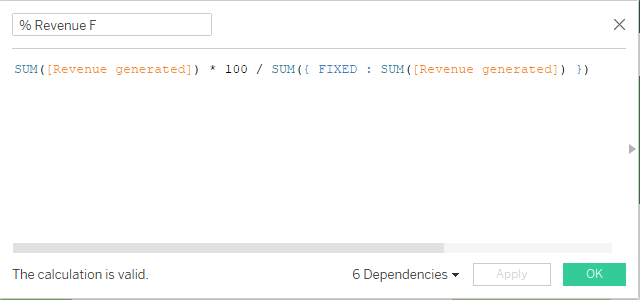 % Revenue F
SUM([Revenue generated]) * 100 / SUM({ FIXED : SUM([Revenue generated]) })
The calculation is valid.
6 Dependencies
Apply
OK